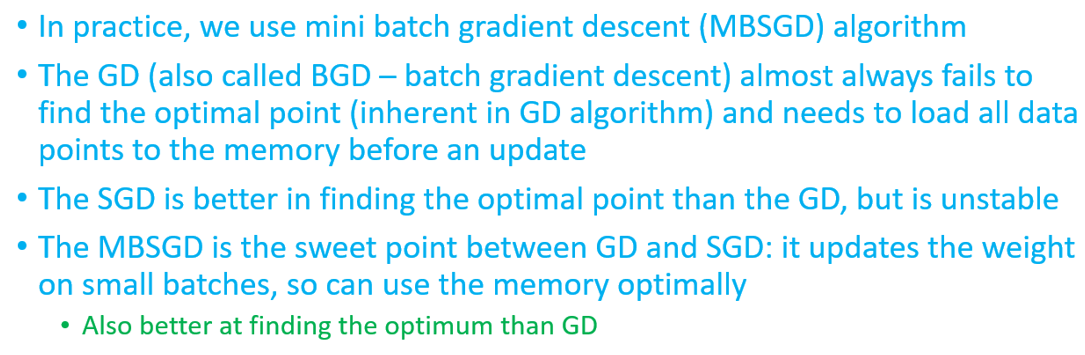 • In practice, we use mini batch gradient descent (MBSGD) algorithm
• The GD (also called BGD – batch gradient descent) almost always fails to
find the optimal point (inherent in GD algorithm) and needs to load all data
points to the memory before an update
• The SGD is better in finding the optimal point than the GD, but is unstable
• The MBSGD is the sweet point between GD and SGD: it updates the weight
on small batches, so can use the memory optimally
• Also better at finding the optimum than GD